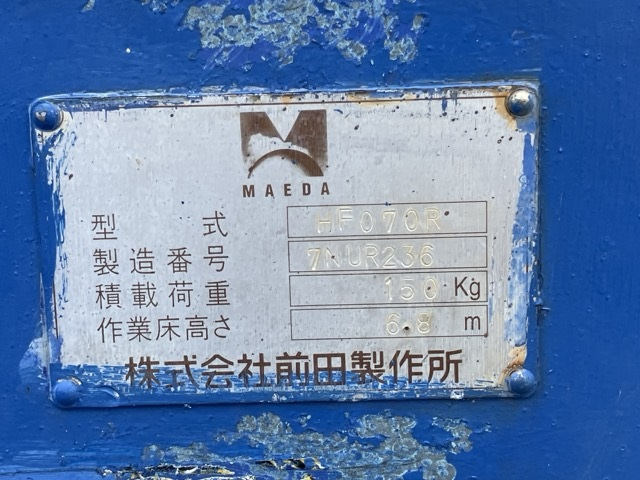 MAEDA
型式 HF070R
製造番号 7NUR236
積載荷重 150 Kg
作業床高さ 6.8 m
株式会社前田製作所